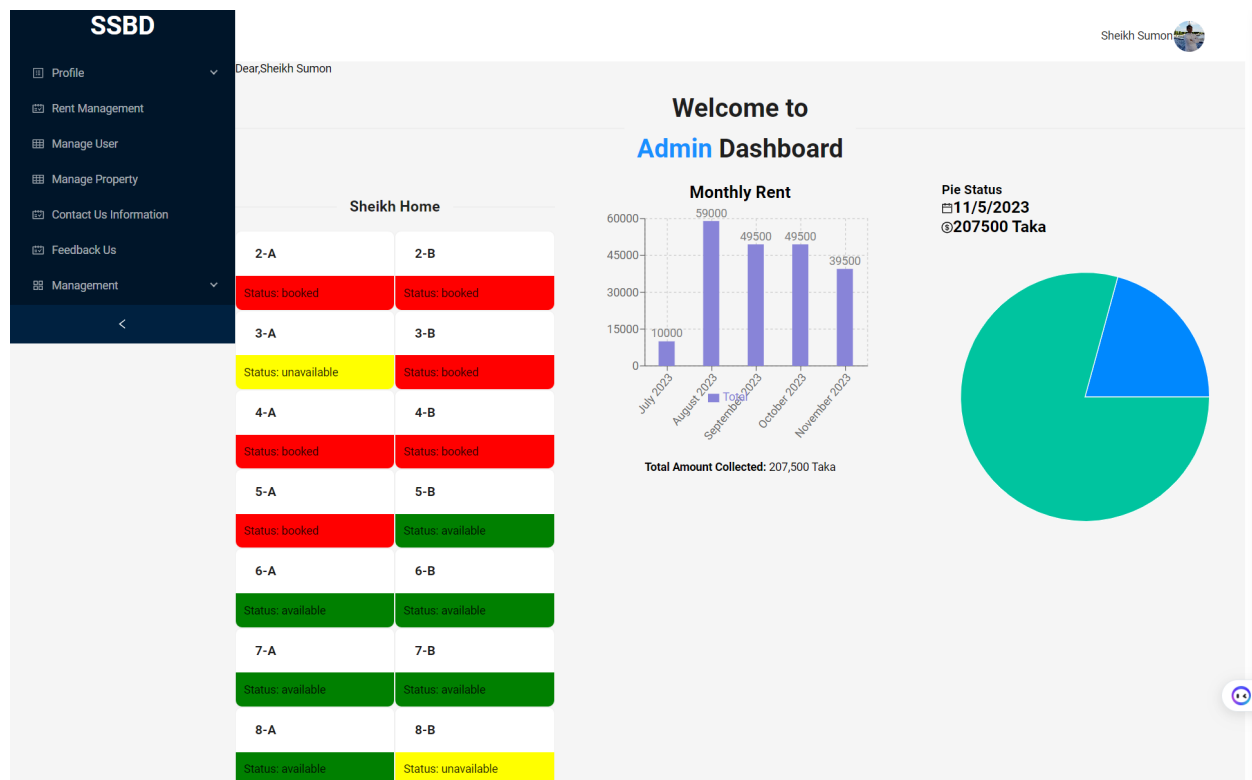 SSBD
Profile
Rent Management
Manage User
Manage Property
Contact Us Information
Feedback Us
Management
Sheikh Sumon
Dear,Sheikh Sumon
Welcome to
Admin Dashboard
Sheikh Home
2-A 2-B
Status: booked Status: booked
3-A 3-B
Status: unavailable Status: booked
4-A 4-B
Status: booked Status: booked
5-A 5-B
Status: booked Status: available
6-A 6-B
Status: available Status: available
7-A 7-B
Status: available Status: available
8-A 8-B
Status: available Status: unavailable
Monthly Rent
60000
45000
30000
15000
0
10000
59000
49500
49500
39500
July 2023
August 2023
September 2023
October 2023
November 2023
Total
Total Amount Collected: 207,500 Taka
Pie Status
11/5/2023
207500 Taka